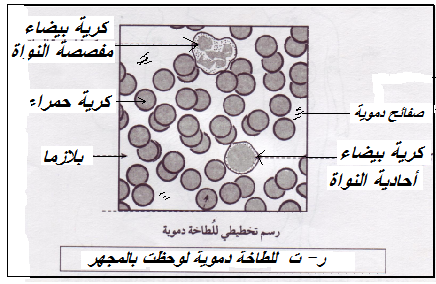 كرية بيضاء
مفصصة النواة
كرية حمراء
صفائح دموية
بلازما
كرية بيضاء
أحادية النواة
رسم تخطيطي للُطاخة دموية
ر- ت للطاخة دموية لوحظت بالمجهر